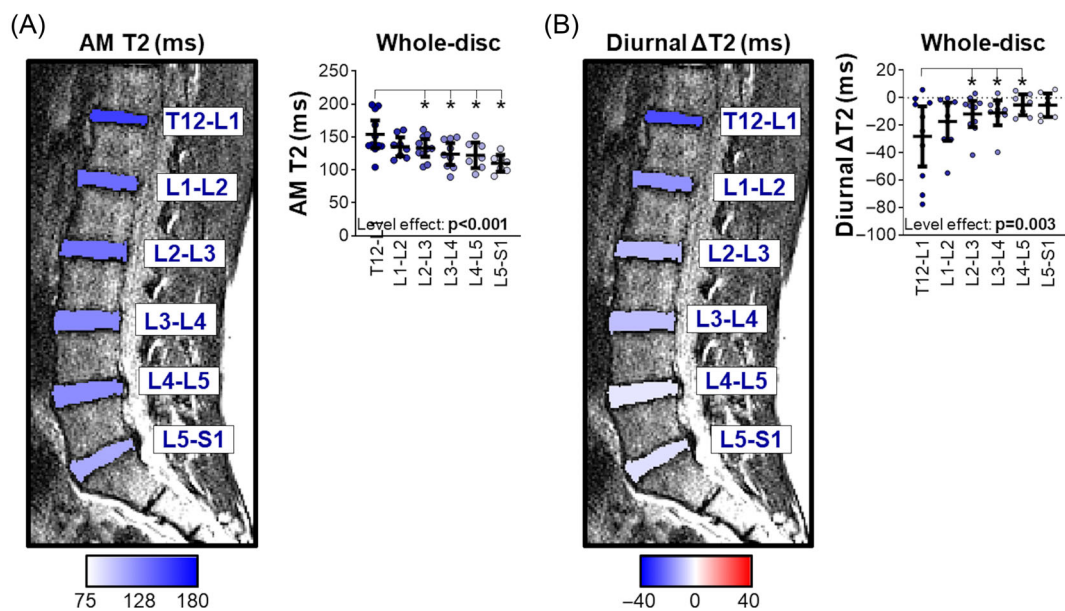 (A)
AM T2 (ms)
T12-L1
L1-L2
L2-L3
L3-L4
L4-L5
L5-S1
75 128 180
Whole-disc
AM T2 (ms)
250
200
150
100
50
0
* * * *
Level effect: p<0.001
T12-L1
L1-L2
L2-L3
L3-L4
L4-L5
L5-S1
(B)
Diurnal ΔT2 (ms)
T12-L1
L1-L2
L2-L3
L3-L4
L4-L5
L5-S1
−40 0 40
Whole-disc
Diurnal ΔT2 (ms)
20
0
−20
−40
−60
−80
−100
* * *
Level effect: p=0.003
T12-L1
L1-L2
L2-L3
L3-L4
L4-L5
L5-S1